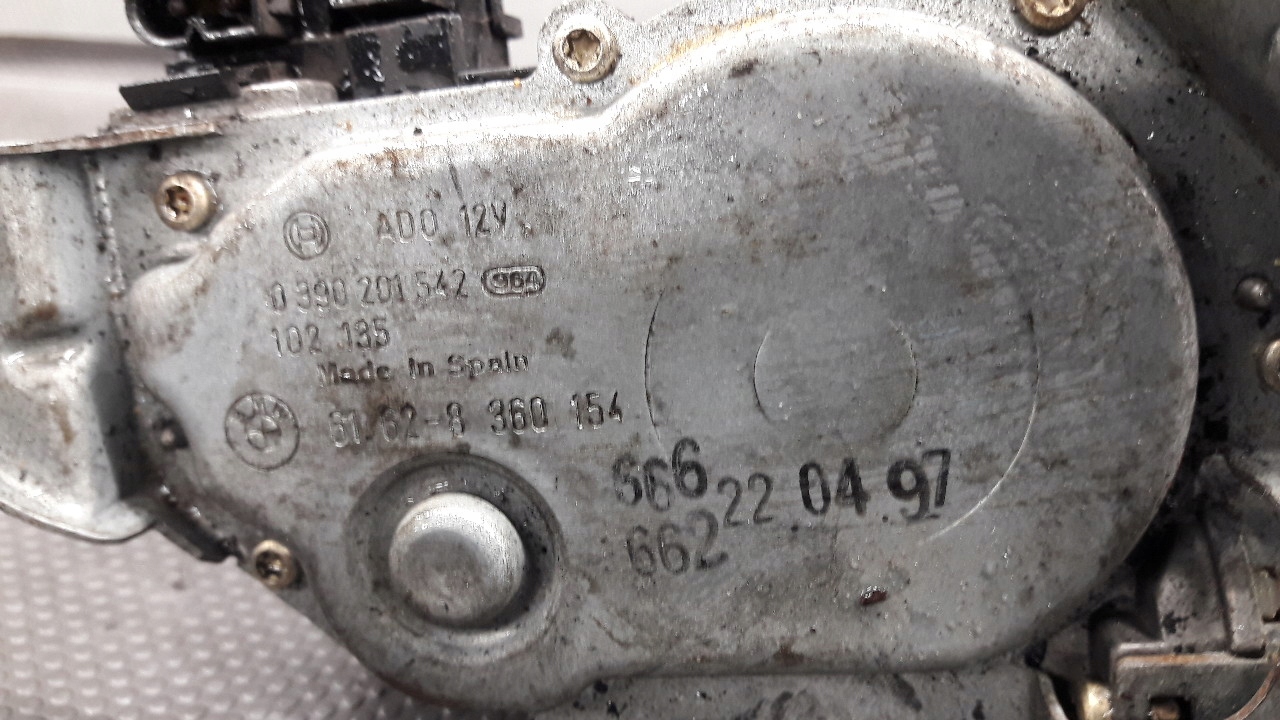 ADO 12V
0 390 201 542 964
102 135
Made in Spain
61.62-8 360 154
666 22 04 97
662